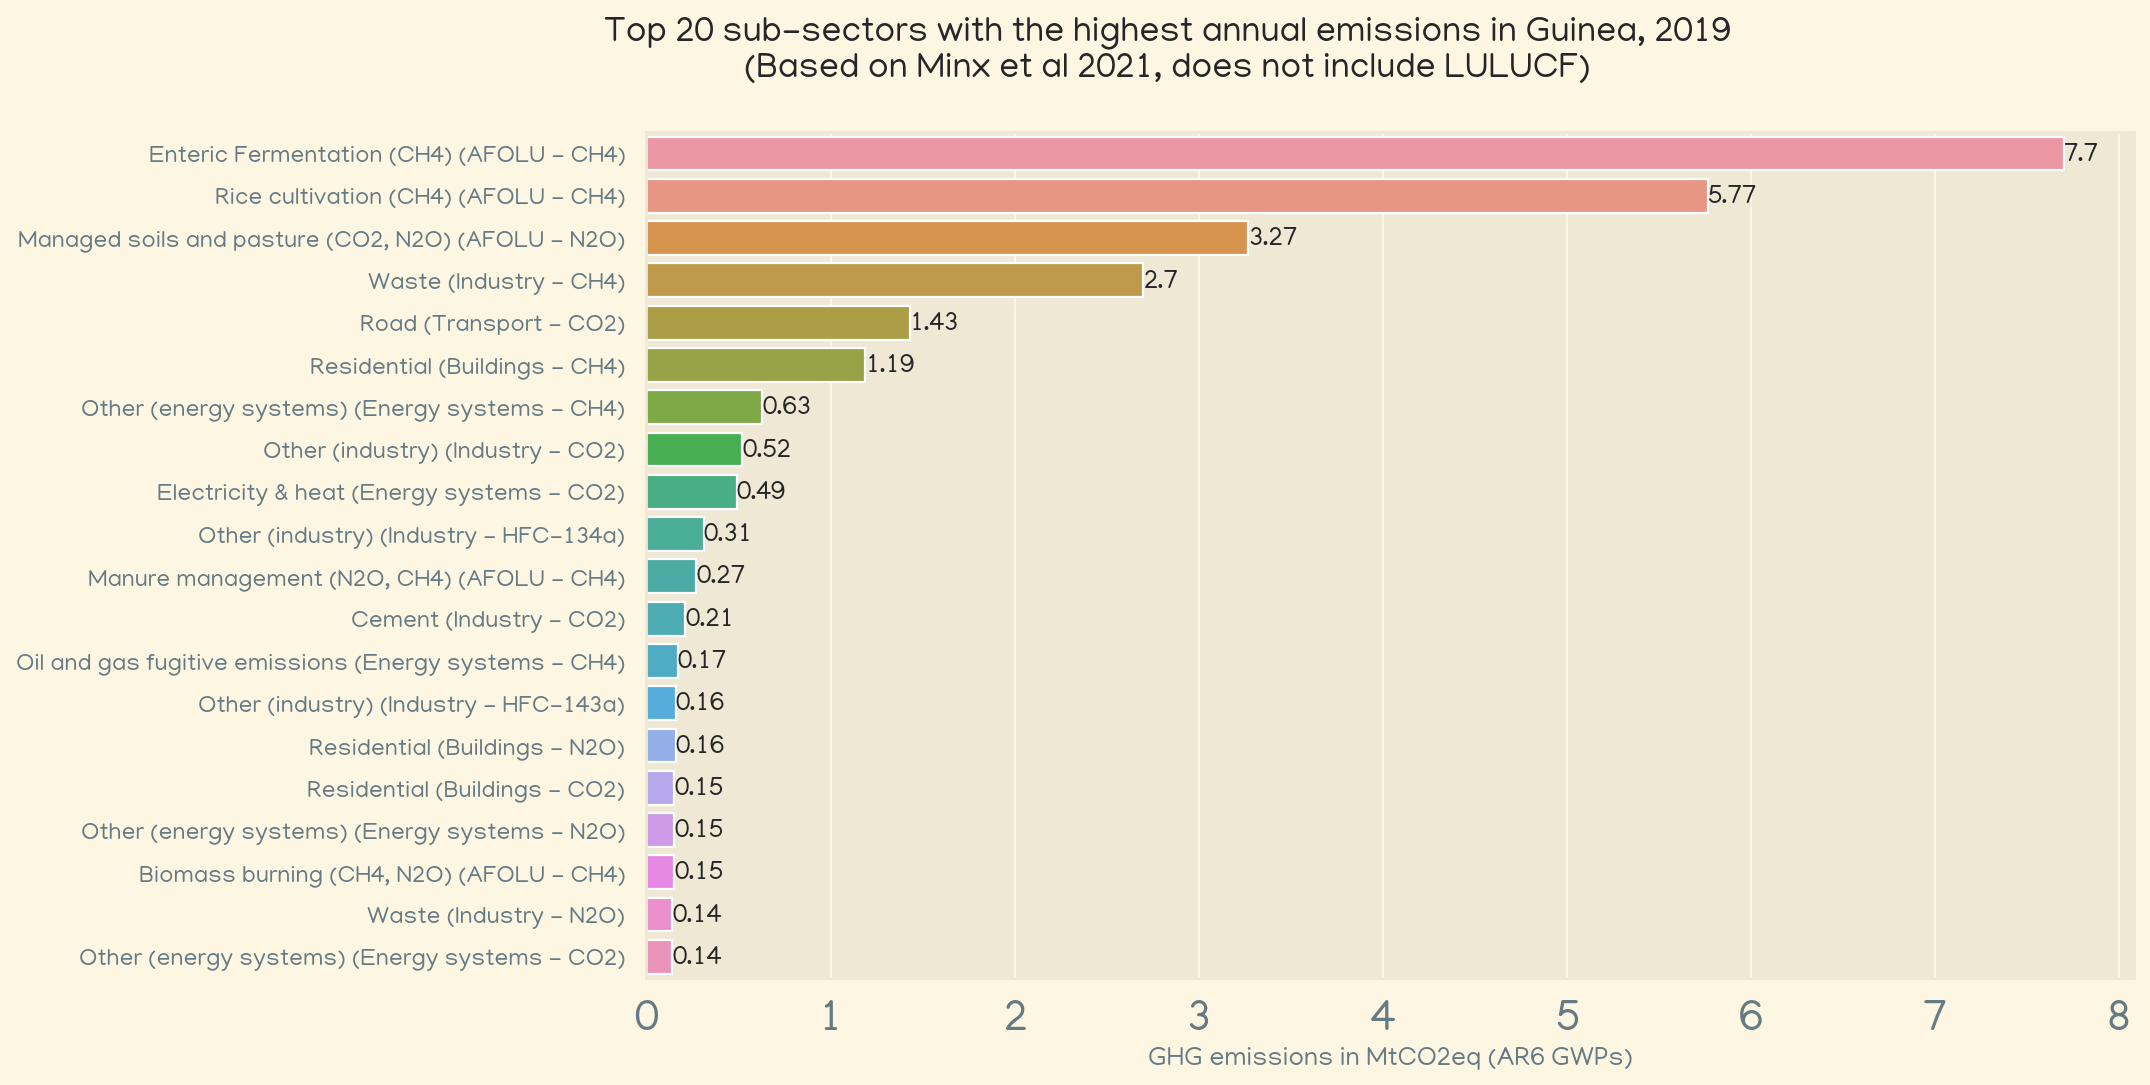 Top 20 sub-sectors with the highest annual emissions in Guinea, 2019
(Based on Minx et al 2021, does not include LULUCF)
Enteric Fermentation (CH4) (AFOLU - CH4) 7.7
Rice cultivation (CH4) (AFOLU - CH4) 5.77
Managed soils and pasture (CO2, N2O) (AFOLU - N2O) 3.27
Waste (Industry - CH4) 2.7
Road (Transport - CO2) 1.43
Residential (Buildings - CH4) 1.19
Other (energy systems) (Energy systems - CH4) 0.63
Other (industry) (Industry - CO2) 0.52
Electricity & heat (Energy systems - CO2) 0.49
Other (industry) (Industry - HFC-134a) 0.31
Manure management (N2O, CH4) (AFOLU - CH4) 0.27
Cement (Industry - CO2) 0.21
Oil and gas fugitive emissions (Energy systems - CH4) 0.17
Other (industry) (Industry - HFC-143a) 0.16
Residential (Buildings - N2O) 0.16
Residential (Buildings - CO2) 0.15
Other (energy systems) (Energy systems - N2O) 0.15
Biomass burning (CH4, N2O) (AFOLU - CH4) 0.15
Waste (Industry - N2O) 0.14
Other (energy systems) (Energy systems - CO2) 0.14
0 1 2 3 4 5 6 7 8
GHG emissions in MtCO2eq (AR6 GWPs)